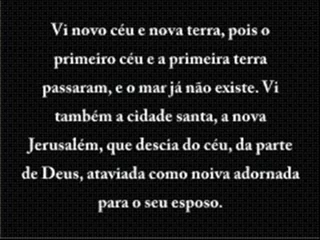 Vi novo céu e nova terra, pois o
primeiro céu e a primeira terra
passaram, e o mar já não existe. Vi
também a cidade santa, a nova
Jerusalém, que descia do céu, da parte
de Deus, ataviada como noiva adornada
para o seu esposo.